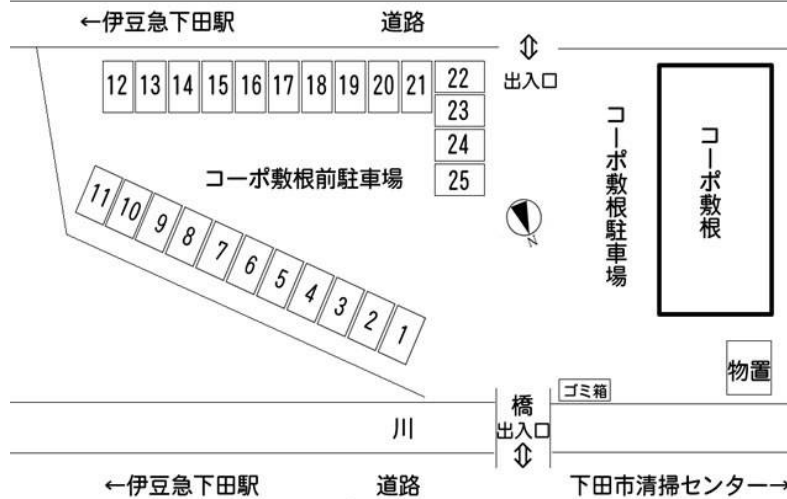 ←伊豆急下田駅
道路
出入口
12
13
14
15
16
17
18
19
20
21
22
23
24
25
コーポ敷根前駐車場
11
10
9
8
7
6
5
4
3
2
1
N
コーポ敷根駐車場
コーポ敷根
物置
ゴミ箱
橋
出入口
川
←伊豆急下田駅
道路
下田市清掃センター→